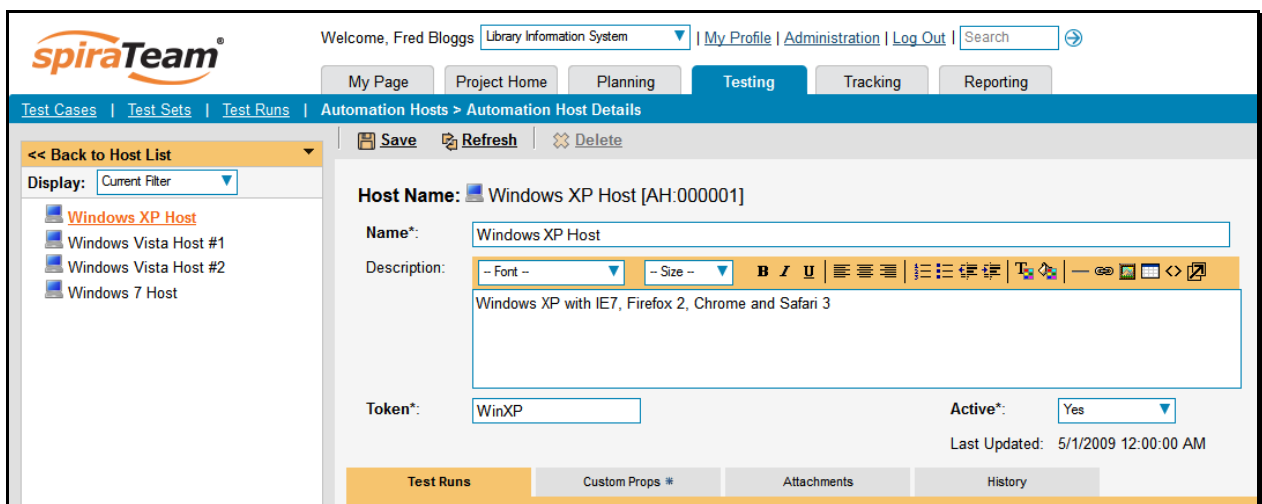 spiraTeam®
Welcome, Fred Bloggs Library Information System | My Profile | Administration | Log Out | Search
My Page Project Home Planning Testing Tracking Reporting
Test Cases | Test Sets | Test Runs | Automation Hosts > Automation Host Details
<< Back to Host List
Display: Current Filter
Windows XP Host
Windows Vista Host #1
Windows Vista Host #2
Windows 7 Host
Save Refresh Delete
Host Name: Windows XP Host [AH:000001]
Name*: Windows XP Host
Description: -- Font -- -- Size -- B I U
Windows XP with IE7, Firefox 2, Chrome and Safari 3
Token*: WinXP Active*: Yes
Last Updated: 5/1/2009 12:00:00 AM
Test Runs Custom Props * Attachments History